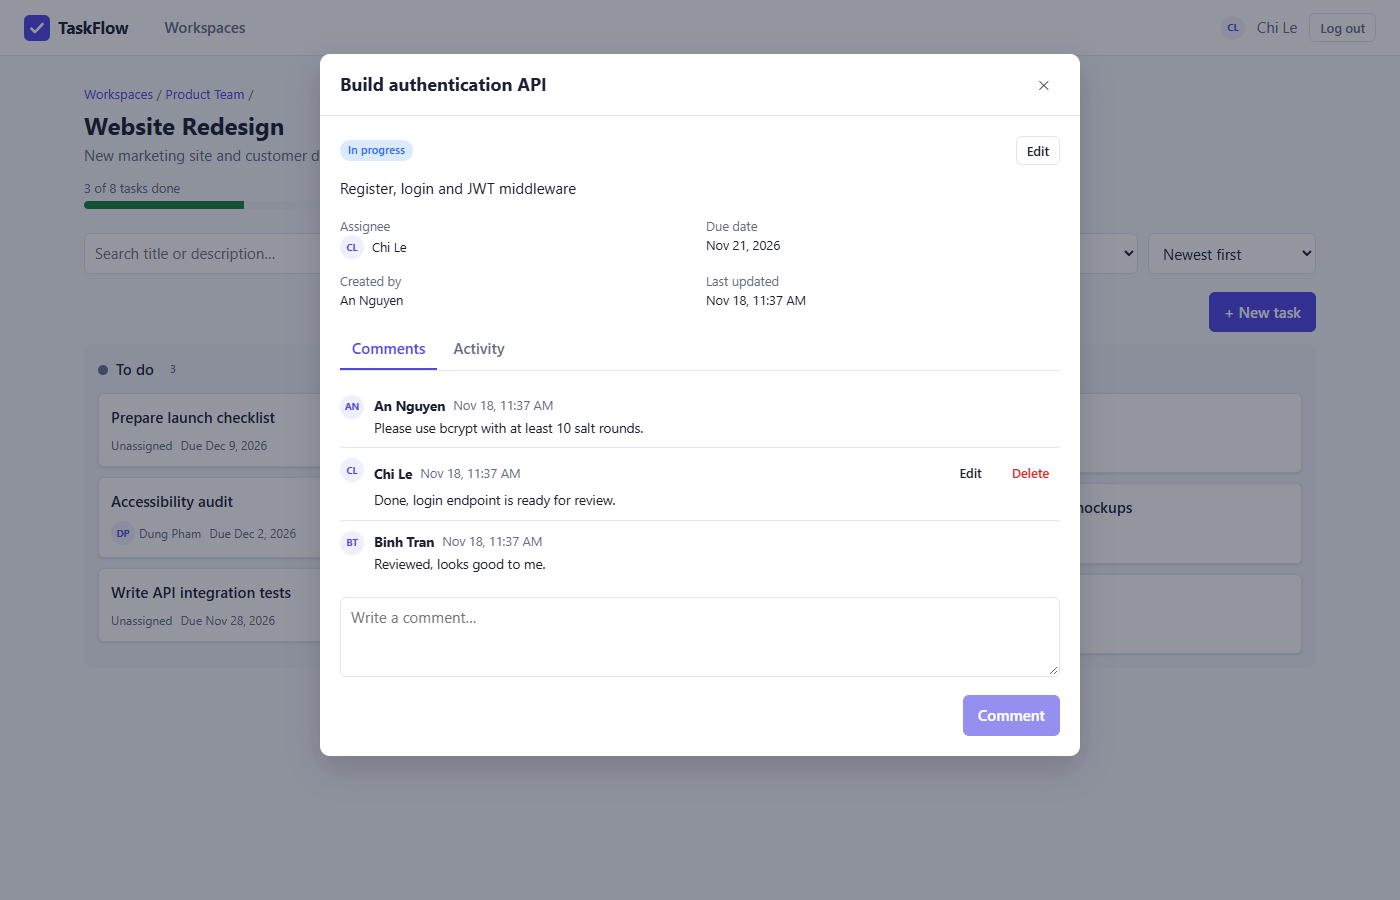 TaskFlow
Workspaces
CL
Chi Le
Log out
Workspaces / Product Team /
Website Redesign
New marketing site and customer d
3 of 8 tasks done
Search title or description...
Newest first
+ New task
To do 3
Prepare launch checklist
Unassigned Due Dec 9, 2026
Accessibility audit
DP Dung Pham Due Dec 2, 2026
Write API integration tests
Unassigned Due Nov 28, 2026
Build authentication API
×
In progress
Edit
Register, login and JWT middleware
Assignee
CL Chi Le
Due date
Nov 21, 2026
Created by
An Nguyen
Last updated
Nov 18, 11:37 AM
Comments
Activity
AN An Nguyen Nov 18, 11:37 AM
Please use bcrypt with at least 10 salt rounds.
CL Chi Le Nov 18, 11:37 AM Edit Delete
Done, login endpoint is ready for review.
BT Binh Tran Nov 18, 11:37 AM
Reviewed, looks good to me.
Write a comment...
Comment